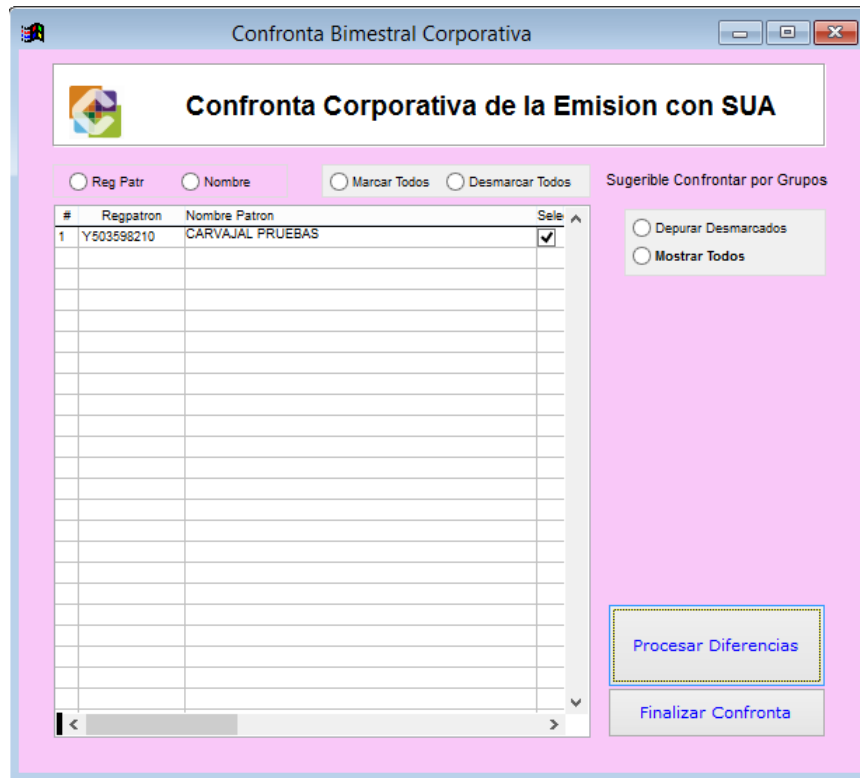 Confronta Bimestral Corporativa
Confronta Corporativa de la Emision con SUA
Reg Patr Nombre Marcar Todos Desmarcar Todos Sugerible Confrontar por Grupos
# Regpatron Nombre Patron Sele
1 Y503598210 CARVAJAL PRUEBAS
Depurar Desmarcados
Mostrar Todos
Procesar Diferencias
Finalizar Confronta